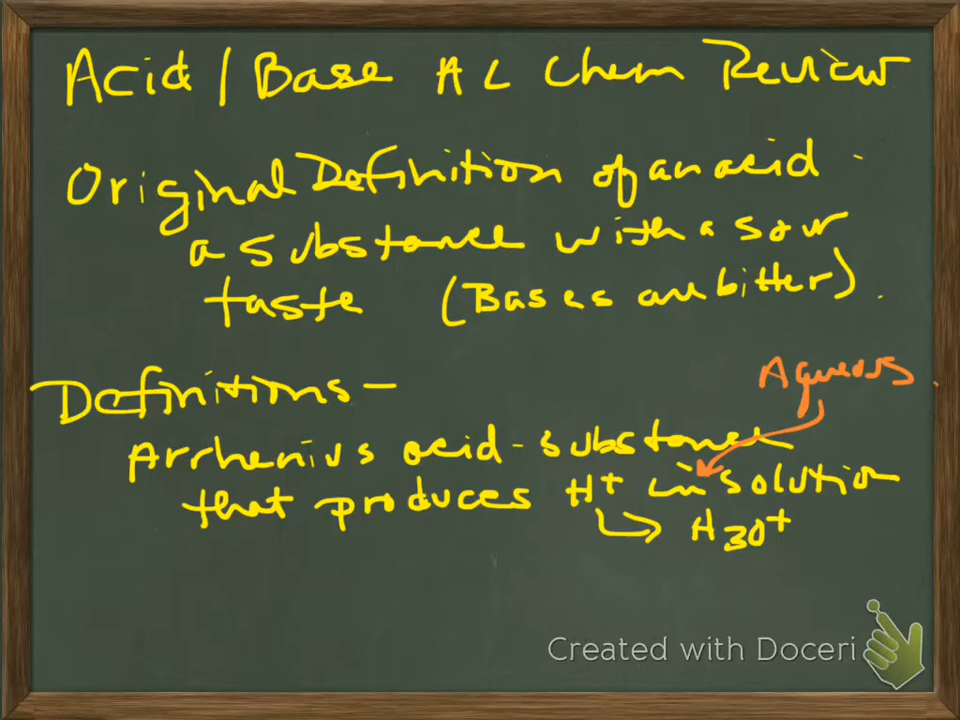 Acid / Base AC Chem Review
Original Definition of an acid -
a substance with a sour
taste (Bases are bitter).
Aqueous
Definitions -
Arrhenius acid - substance
that produces H+ in solution
H3O+
Created with Doceri